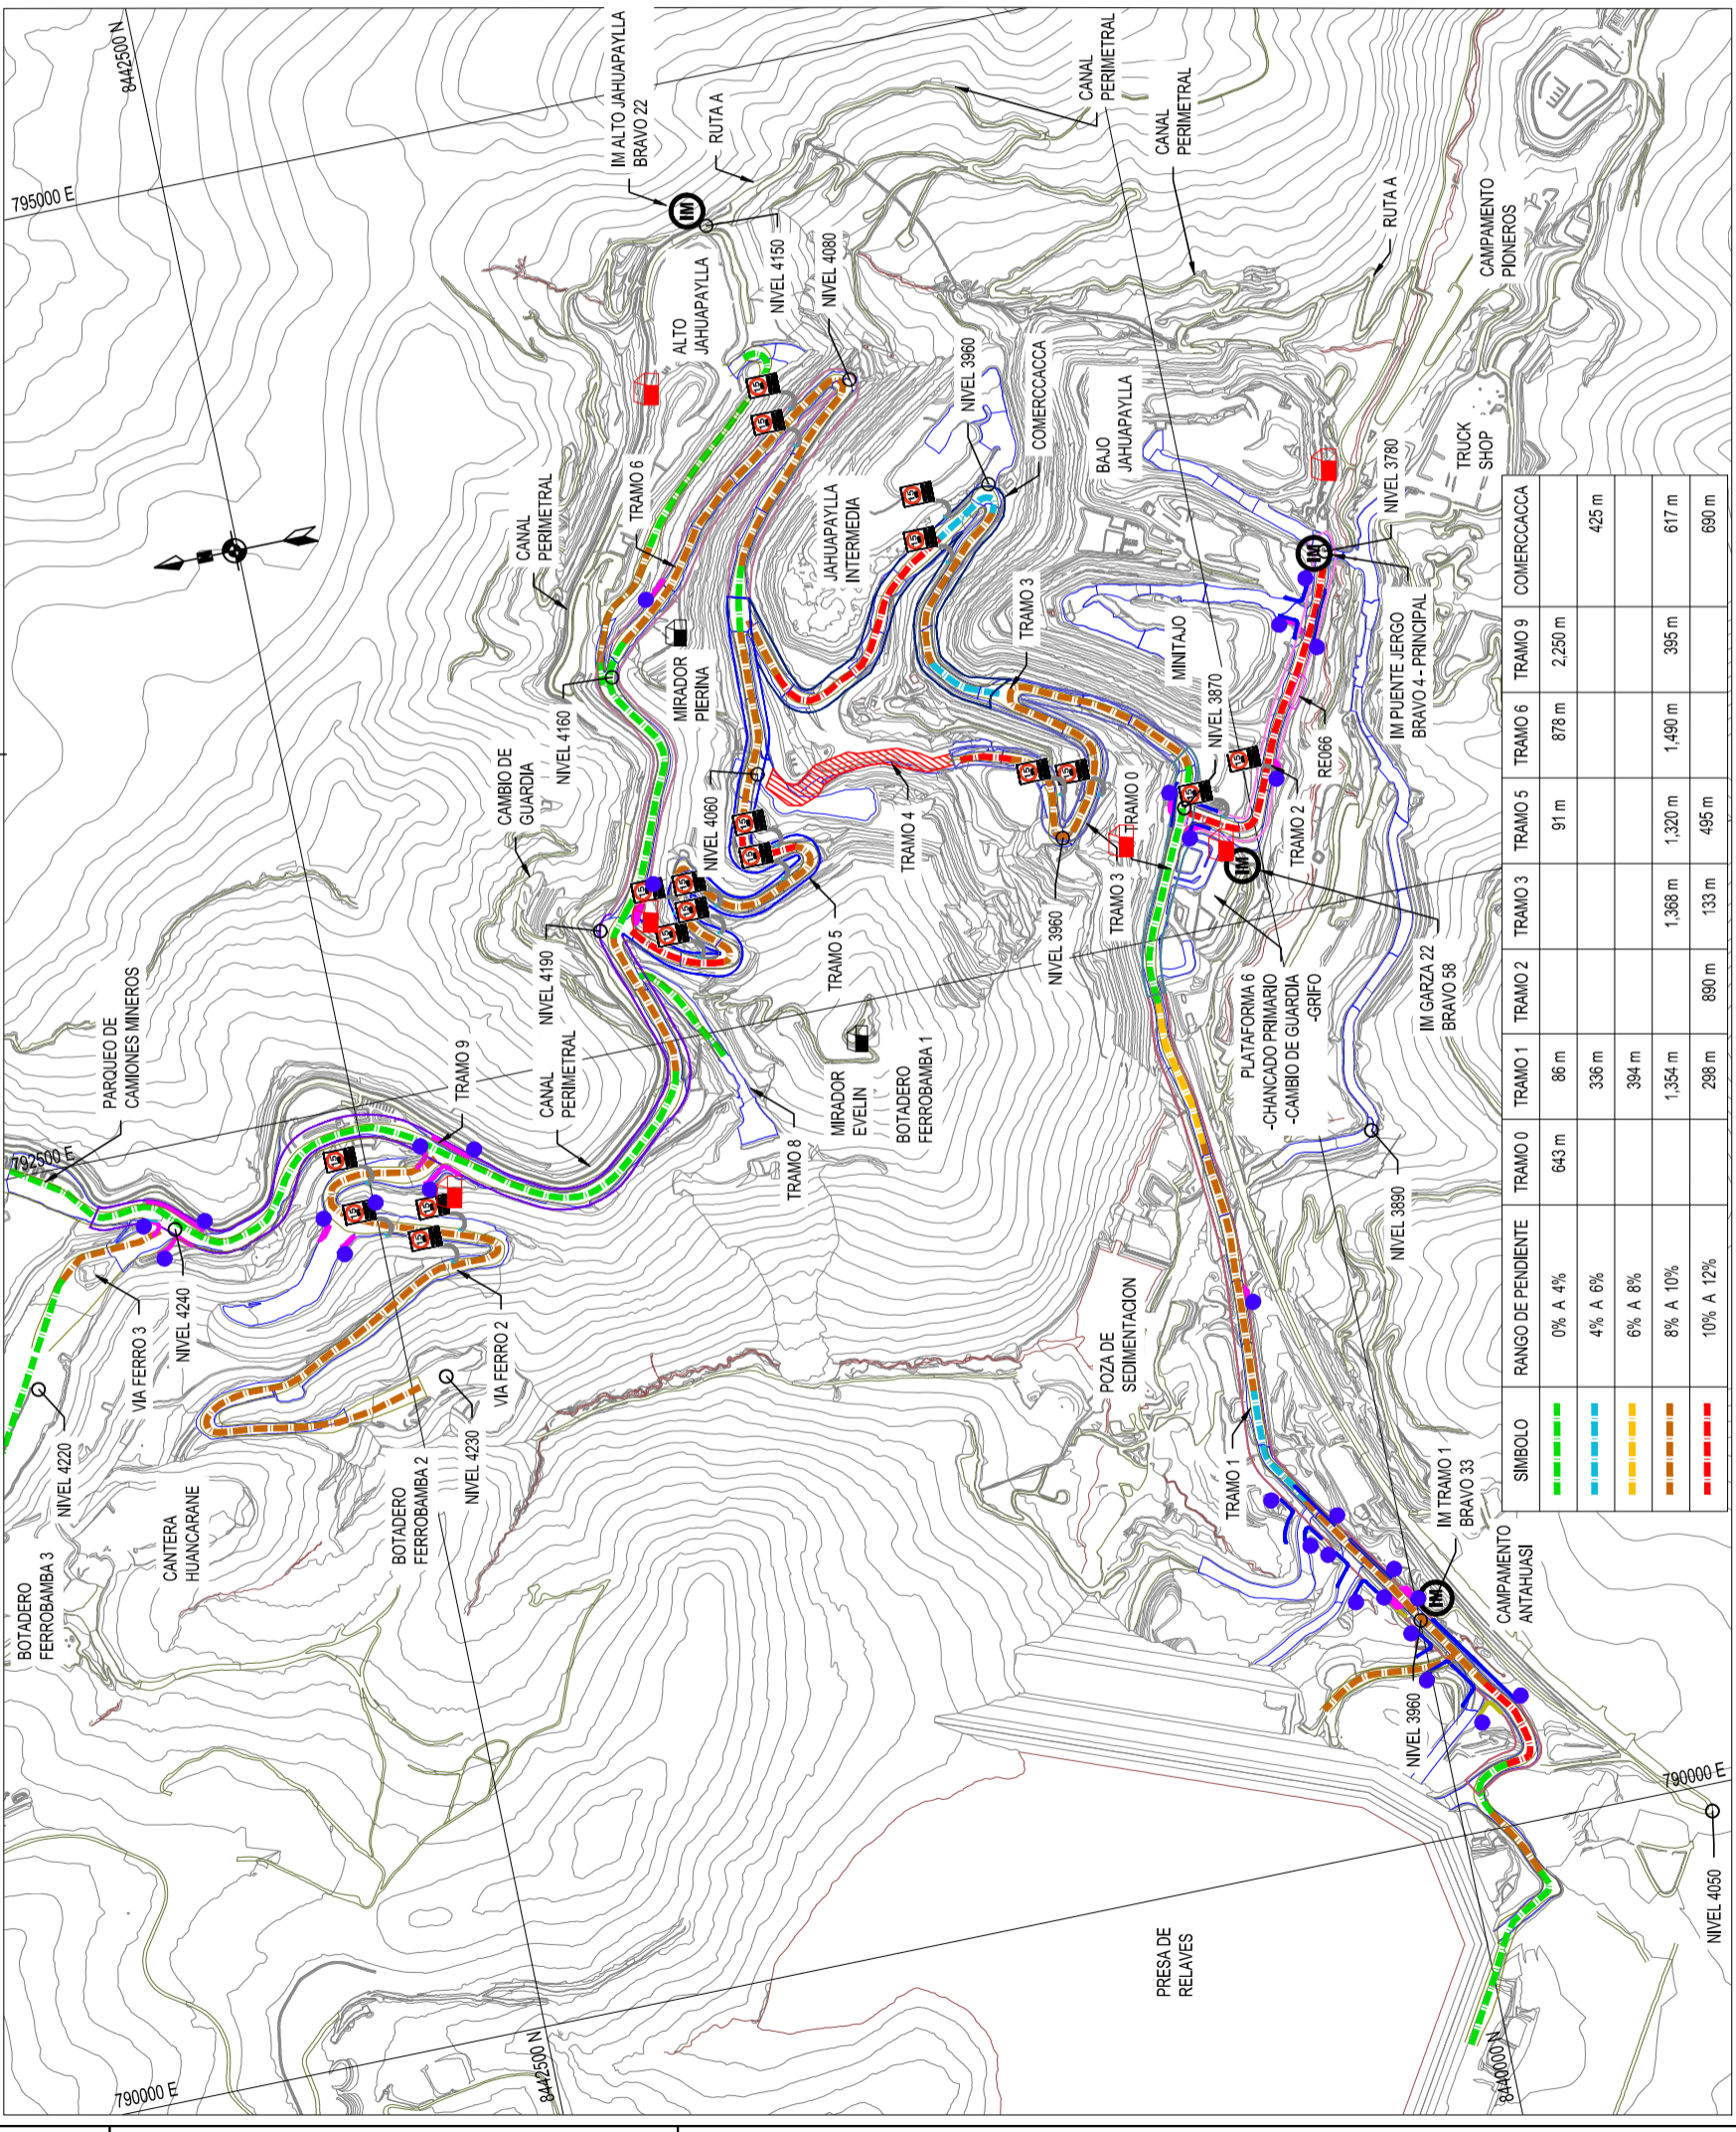 8442500 N
795000 E
IM ALTO JAHUAPAYLLA
BRAVO 22
RUTA A
CANAL
PERIMETRAL
CANAL
PERIMETRAL
RUTA A
CAMPAMENTO
PIONEROS
IM
ALTO
JAHUAPAYLLA
NIVEL 4150
NIVEL 4080
NIVEL 3960
COMERCCACCA
BAJO
JAHUAPAYLLA
TRUCK
SHOP
NIVEL 3780
N
CANAL
PERIMETRAL
TRAMO 6
JAHUAPAYLLA
INTERMEDIA
TRAMO 3
MINITAJO
IM
IM PUENTE JERGO
BRAVO 4 - PRINCIPAL
MIRADOR
PIERINA
NIVEL 4160
CAMBIO DE
GUARDIA
NIVEL 4060
TRAMO 4
NIVEL 3870
RE066
TRAMO 0
TRAMO 2
TRAMO 3
IM
NIVEL 3960
TRAMO 5
NIVEL 4190
PARQUEO DE
CAMIONES MINEROS
PLATAFORMA 6
-CHANCADO PRIMARIO
-CAMBIO DE GUARDIA
-GRIFO
IM GARZA 22
BRAVO 58
MIRADOR
EVELIN
BOTADERO
FERROBAMBA 1
TRAMO 8
CANAL
PERIMETRAL
TRAMO 9
792500 E
NIVEL 3890
VIA FERRO 3
NIVEL 4240
VIA FERRO 2
NIVEL 4220
NIVEL 4230
BOTADERO
FERROBAMBA 2
CANTERA
HUANCARANE
BOTADERO
FERROBAMBA 3
POZA DE
SEDIMENTACION
TRAMO 1
IM TRAMO 1
BRAVO 33
IM
CAMPAMENTO
ANTAHUASI
NIVEL 3960
790000 E
NIVEL 4050
PRESA DE
RELAVES
790000 E
8442500 N
8440000 N
SIMBOLO RANGO DE PENDIENTE TRAMO 0 TRAMO 1 TRAMO 2 TRAMO 3 TRAMO 5 TRAMO 6 TRAMO 9 COMERCCACCA
0% A 4% 643 m 86 m 91 m 878 m 2,250 m
4% A 6% 336 m 425 m
6% A 8% 394 m
8% A 10% 1,354 m 1,368 m 1,320 m 1,490 m 395 m 617 m
10% A 12% 298 m 890 m 133 m 495 m 690 m